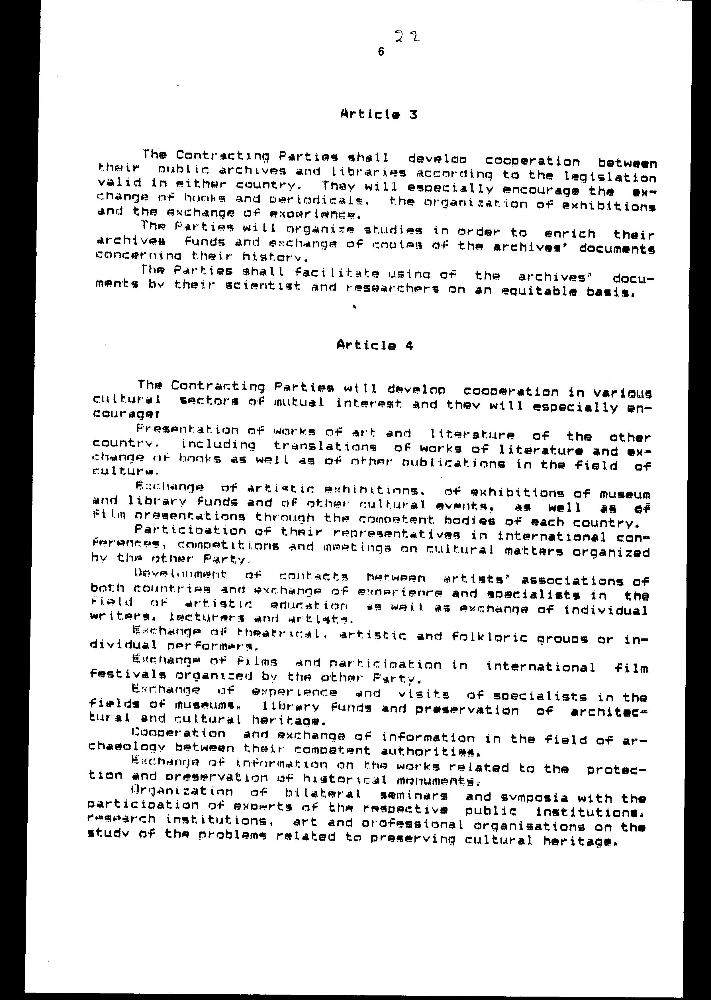 22
6
Article 3
The Contracting Parties shall develop cooperation between
their public archives and libraries according to the legislation
valid in either country. They will especially encourage the ex-
change of books and periodicals, the organization of exhibitions
and the exchange of experience.
The Parties will organize studies in order to enrich their
archives funds and exchange of copies of the archives' documents
concerning their history.
The Parties shall facilitate using of the archives' docu-
ments by their scientist and researchers on an equitable basis.
Article 4
The Contracting Parties will develop cooperation in various
cultural sectors of mutual interest and they will especially en-
courage:
Presentation of works of art and literature of the other
country, including translations of works of literature and ex-
change of books as well as of other publications in the field of
culture.
Exchange of artistic exhibitions, of exhibitions of museum
and library funds and of other cultural events, as well as of
film presentations through the competent bodies of each country.
Participation of their representatives in international con-
ferences, competitions and meetings on cultural matters organized
by the other Party.
Development of contacts between artists' associations of
both countries and exchange of experience and specialists in the
field of artistic education as well as exchange of individual
writers, lecturers and artists.
Exchange of theatrical, artistic and folkloric groups or in-
dividual performers.
Exchange of films and participation in international film
festivals organized by the other Party.
Exchange of experience and visits of specialists in the
fields of museums, library funds and preservation of architec-
tural and cultural heritage.
Cooperation and exchange of information in the field of ar-
chaeology between their competent authorities.
Exchange of information on the works related to the protec-
tion and preservation of historical monuments.
Organization of bilateral seminars and symposia with the
participation of experts of the respective public institutions,
research institutions, art and professional organisations on the
study of the problems related to preserving cultural heritage.